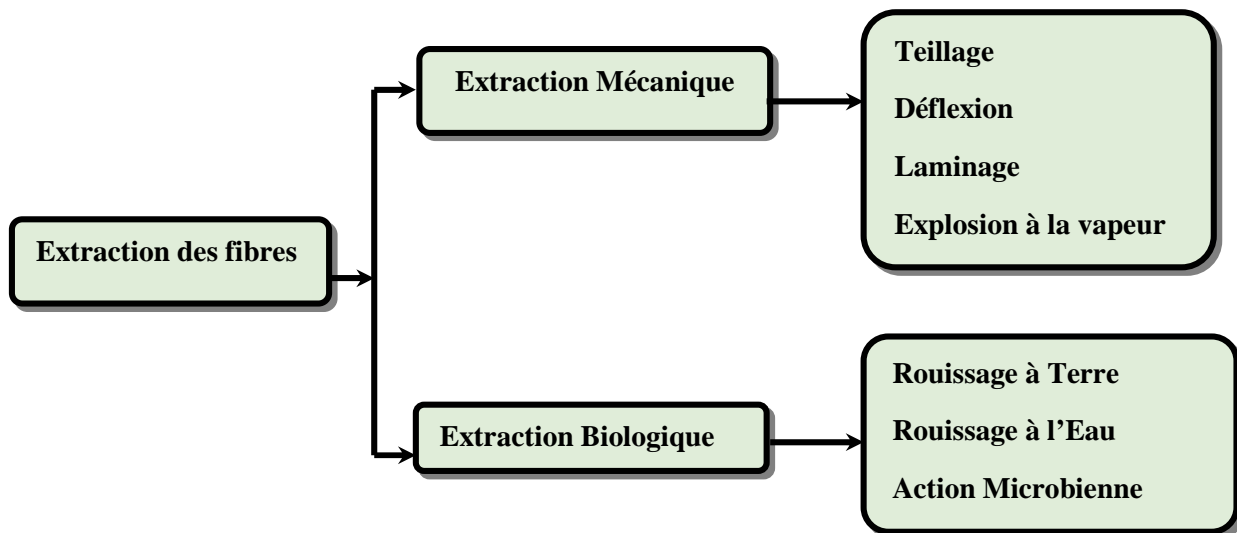 Extraction des fibres
Extraction Mécanique
Teillage
Déflexion
Laminage
Explosion à la vapeur
Extraction Biologique
Rouissage à Terre
Rouissage à l’Eau
Action Microbienne